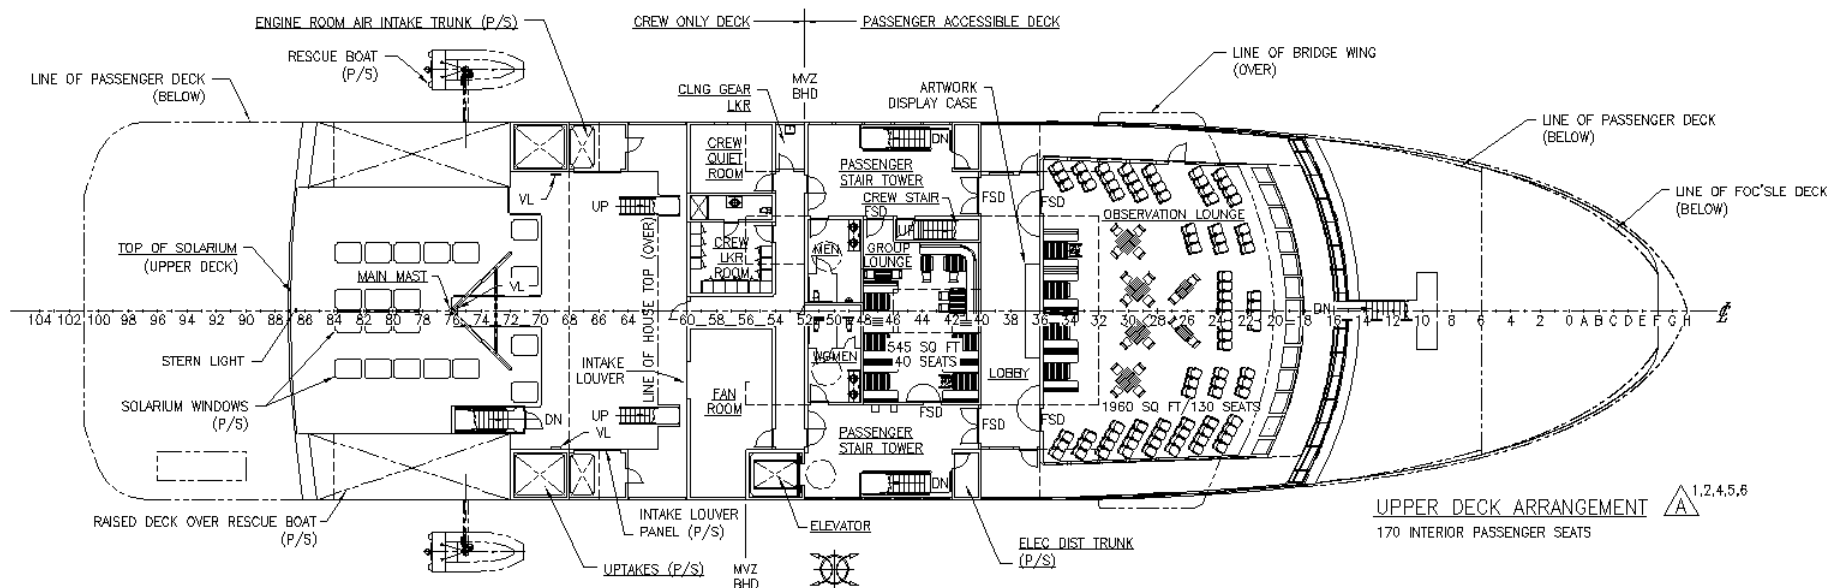 ENGINE ROOM AIR INTAKE TRUNK (P/S)
CREW ONLY DECK
PASSENGER ACCESSIBLE DECK
RESCUE BOAT
(P/S)
LINE OF BRIDGE WING
(OVER)
LINE OF PASSENGER DECK
(BELOW)
MVZ
BHD
CLNG GEAR
LKR
ARTWORK
DISPLAY CASE
LINE OF PASSENGER DECK
(BELOW)
CREW
QUIET
ROOM
PASSENGER
STAIR TOWER
DN
VL
UP
CREW STAIR
FSD
FSD
FSD
LINE OF FOC'SLE DECK
(BELOW)
OBSERVATION LOUNGE
UP
TOP OF SOLARIUM
(UPPER DECK)
MAIN MAST
VL
LINE OF HOUSE TOP (OVER)
CREW
LKR
ROOM
MEN
GROUP
LOUNGE
DN
104 102 100 98 96 94 92 90 88 86 84 82 80 78 76 74 72 70 68 66 64 62 60 58 56 54 52 50 48 46 44 42 40 38 36 34 32 30 28 26 24 22 20 18 16 14 12 10 8 6 4 2 0 A B C D E F G H
STERN LIGHT
INTAKE
LOUVER
WOMEN
545 SQ FT
40 SEATS
LOBBY
SOLARIUM WINDOWS
(P/S)
FAN
ROOM
1960 SQ FT/130 SEATS
DN
UP
VL
FSD
FSD
FSD
PASSENGER
STAIR TOWER
DN
RAISED DECK OVER RESCUE BOAT
(P/S)
INTAKE LOUVER
PANEL (P/S)
ELEVATOR
UPTAKES (P/S)
MVZ
BHD
ELEC DIST TRUNK
(P/S)
UPPER DECK ARRANGEMENT
A 1,2,4,5,6
170 INTERIOR PASSENGER SEATS